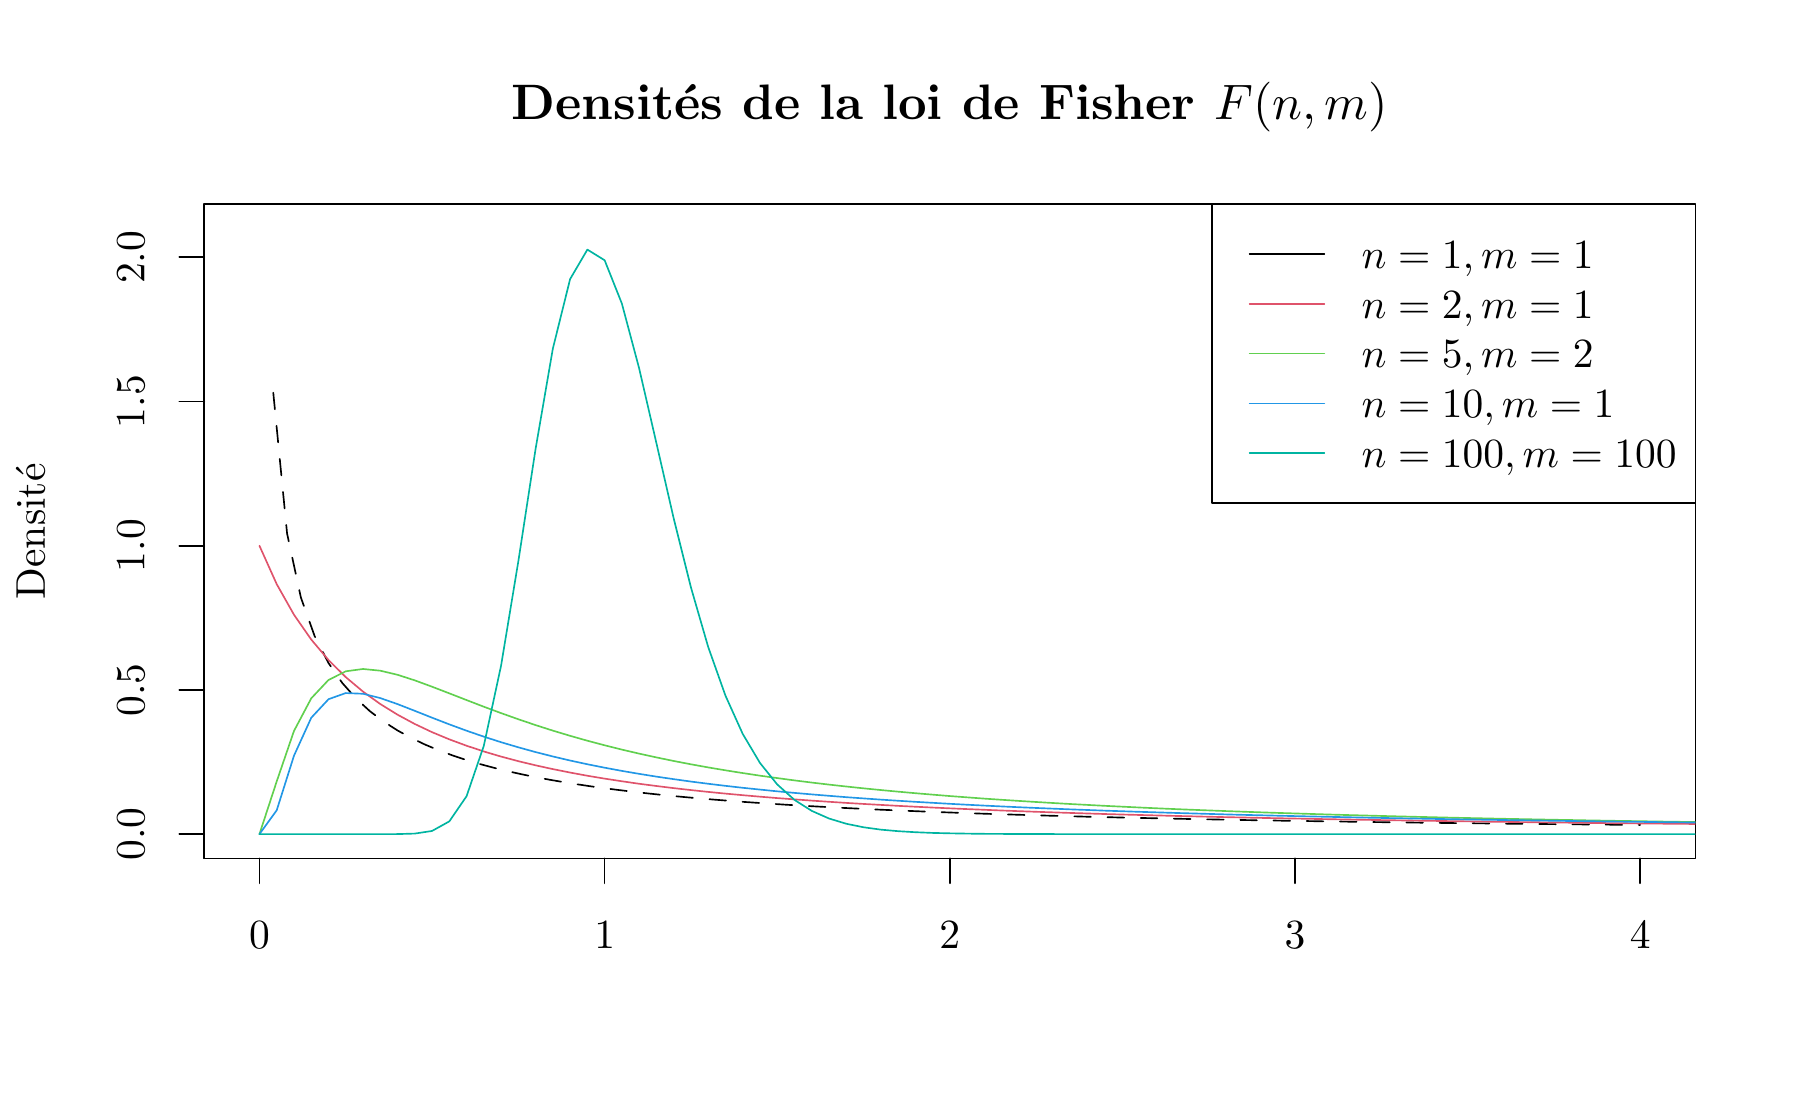 Densités de la loi de Fisher F(n, m)
n = 1, m = 1
n = 2, m = 1
n = 5, m = 2
n = 10, m = 1
n = 100, m = 100
Densité
2.0
1.5
1.0
0.5
0.0
0 1 2 3 4